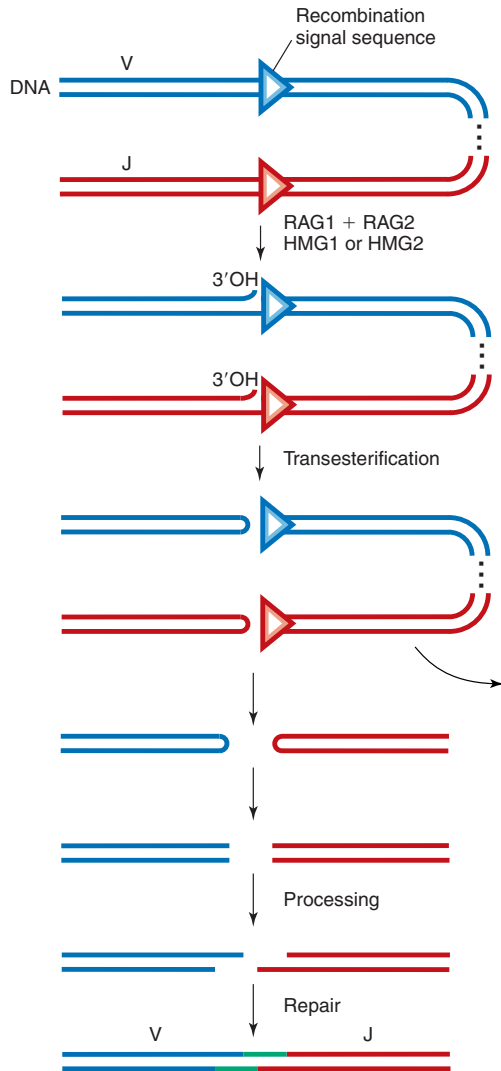 Recombination
signal sequence
V
DNA
J
RAG1 + RAG2
HMG1 or HMG2
3′OH
3′OH
Transesterification
Processing
Repair
V J